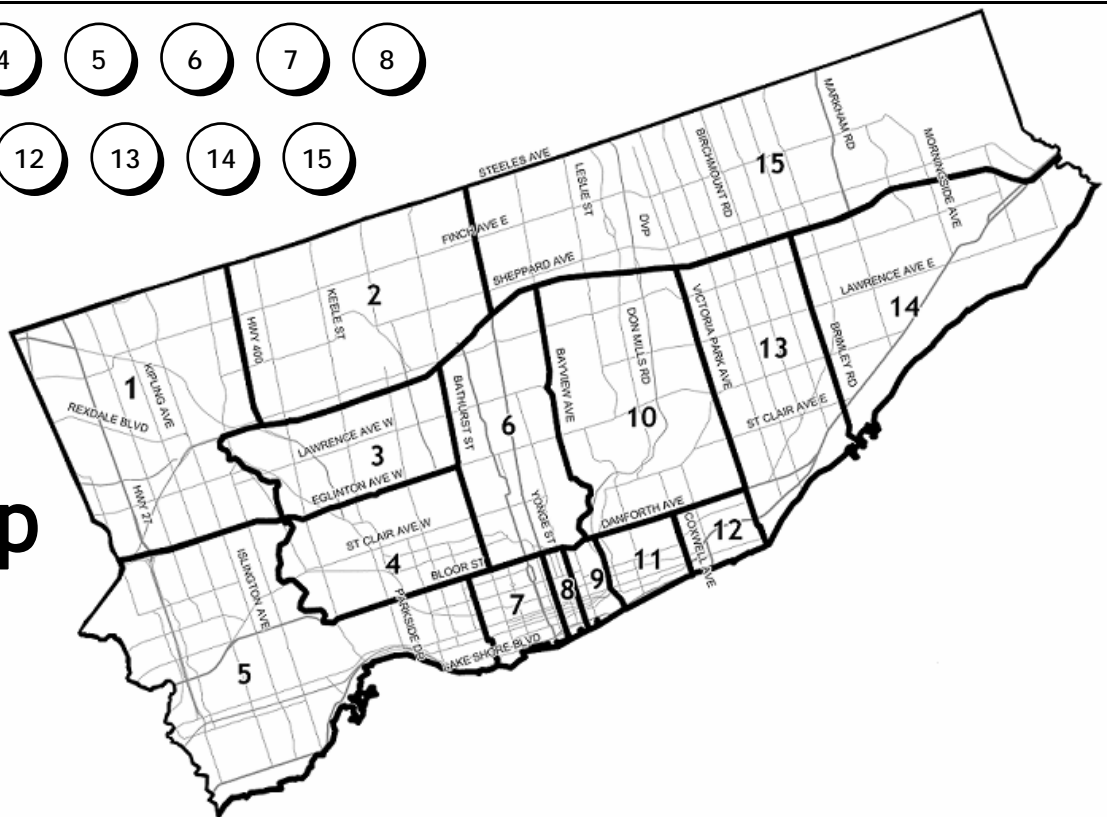 4 5 6 7 8
12 13 14 15
p
STEELES AVE
LESLIE ST
BIRCHMOUNT RD
MARKHAM RD
15
MORNINGSIDE AVE
FINCH AVE E
DVP
SHEPPARD AVE
2
KEELE ST
HWY 400
LAWRENCE AVE E
14
VICTORIA PARK AVE
DON MILLS RD
BRIMLEY RD
13
1
KIPLING AVE
REXDALE BLVD
BAYVIEW AVE
BATHURST ST
6
10
ST CLAIR AVE E
LAWRENCE AVE W
3
EGLINTON AVE W
HWY 27
YONGE ST
DANFORTH AVE
COXWELL AVE
12
ST CLAIR AVE W
4
BLOOR ST
11
ISLINGTON AVE
PARKSIDE DR
7
8
9
LAKE SHORE BLVD
5